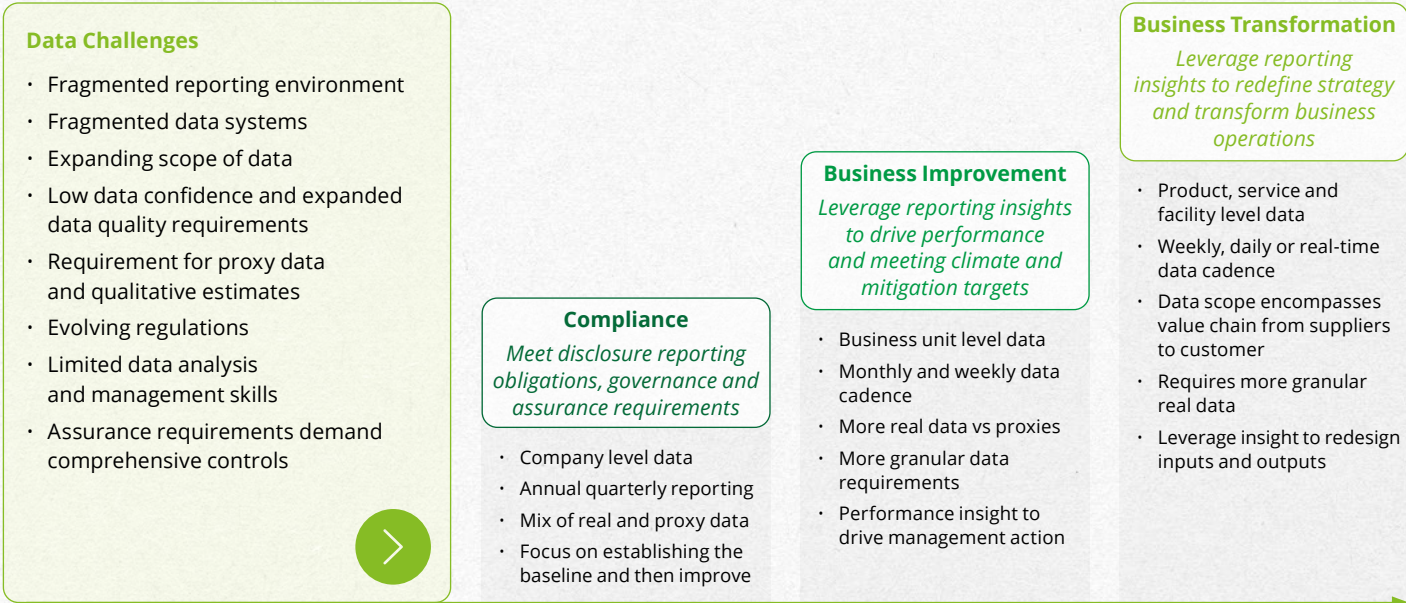 Data Challenges
· Fragmented reporting environment
· Fragmented data systems
· Expanding scope of data
· Low data confidence and expanded
data quality requirements
· Requirement for proxy data
and qualitative estimates
· Evolving regulations
· Limited data analysis
and management skills
· Assurance requirements demand
comprehensive controls
Compliance
Meet disclosure reporting
obligations, governance and
assurance requirements
· Company level data
· Annual quarterly reporting
· Mix of real and proxy data
· Focus on establishing the
baseline and then improve
Business Improvement
Leverage reporting insights
to drive performance
and meeting climate and
mitigation targets
· Business unit level data
· Monthly and weekly data
cadence
· More real data vs proxies
· More granular data
requirements
· Performance insight to
drive management action
Business Transformation
Leverage reporting
insights to redefine strategy
and transform business
operations
· Product, service and
facility level data
· Weekly, daily or real-time
data cadence
· Data scope encompasses
value chain from suppliers
to customer
· Requires more granular
real data
· Leverage insight to redesign
inputs and outputs